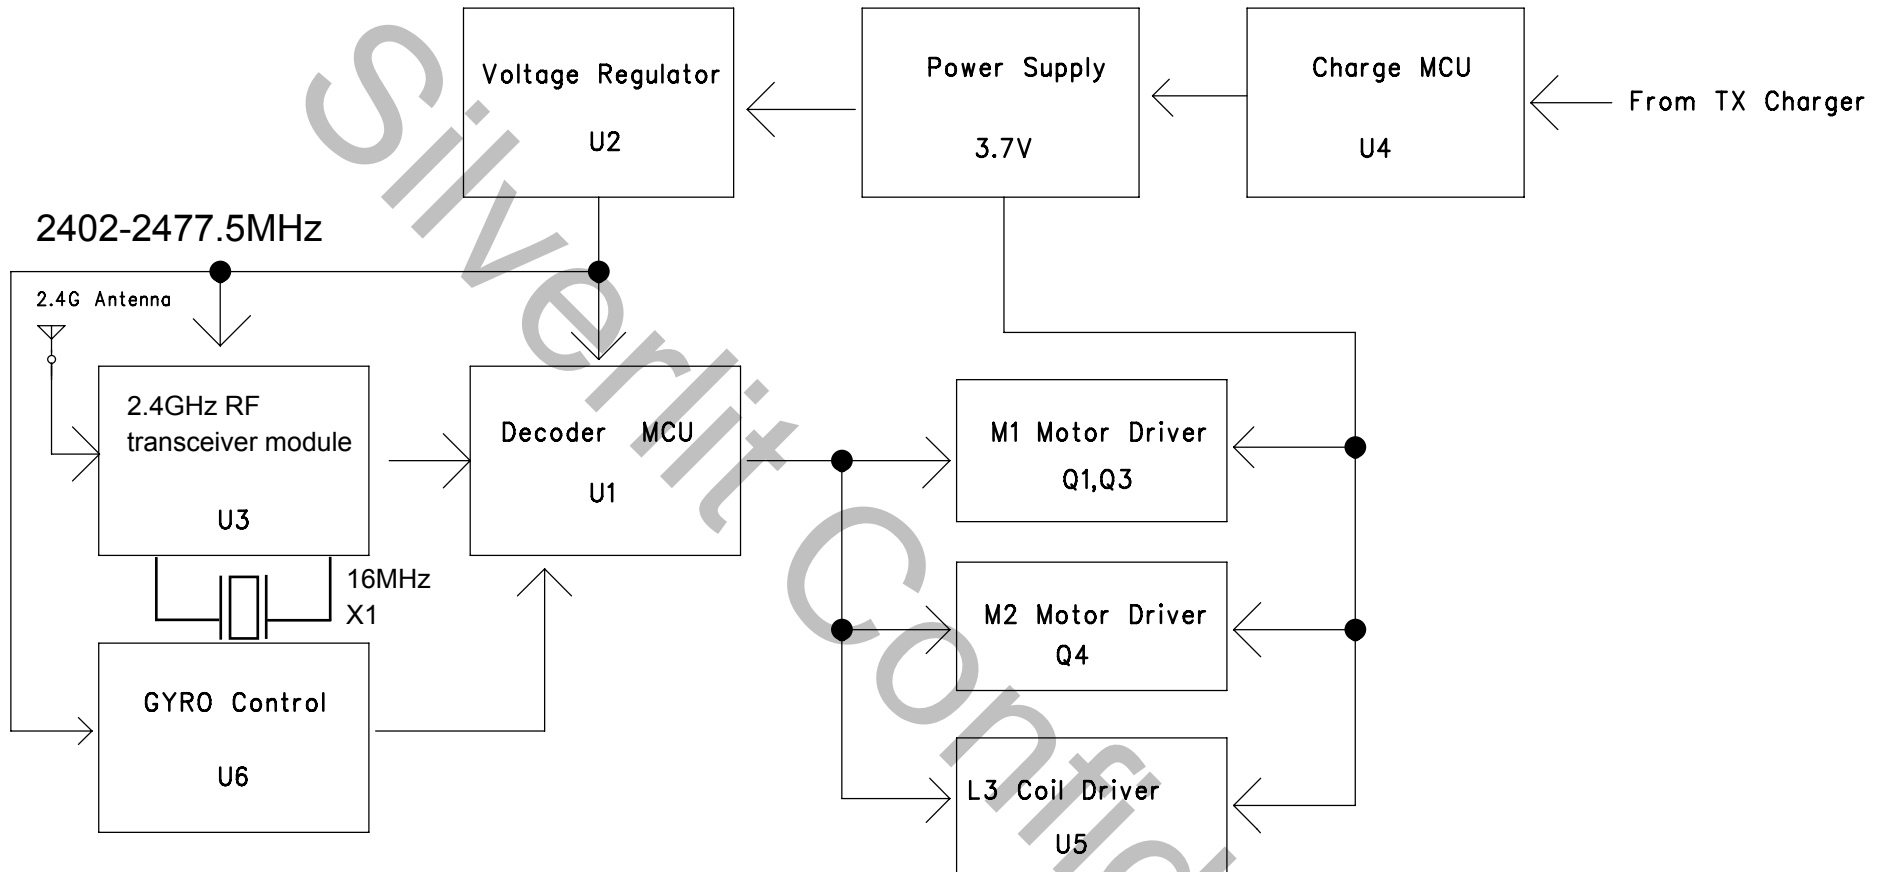 Voltage Regulator
U2
Power Supply
3.7V
Charge MCU
U4
From TX Charger
2402-2477.5MHz
2.4G Antenna
2.4GHz RF
transceiver module
U3
Decoder MCU
U1
M1 Motor Driver
Q1,Q3
16MHz
X1
M2 Motor Driver
Q4
GYRO Control
U6
L3 Coil Driver
U5
Silverlit